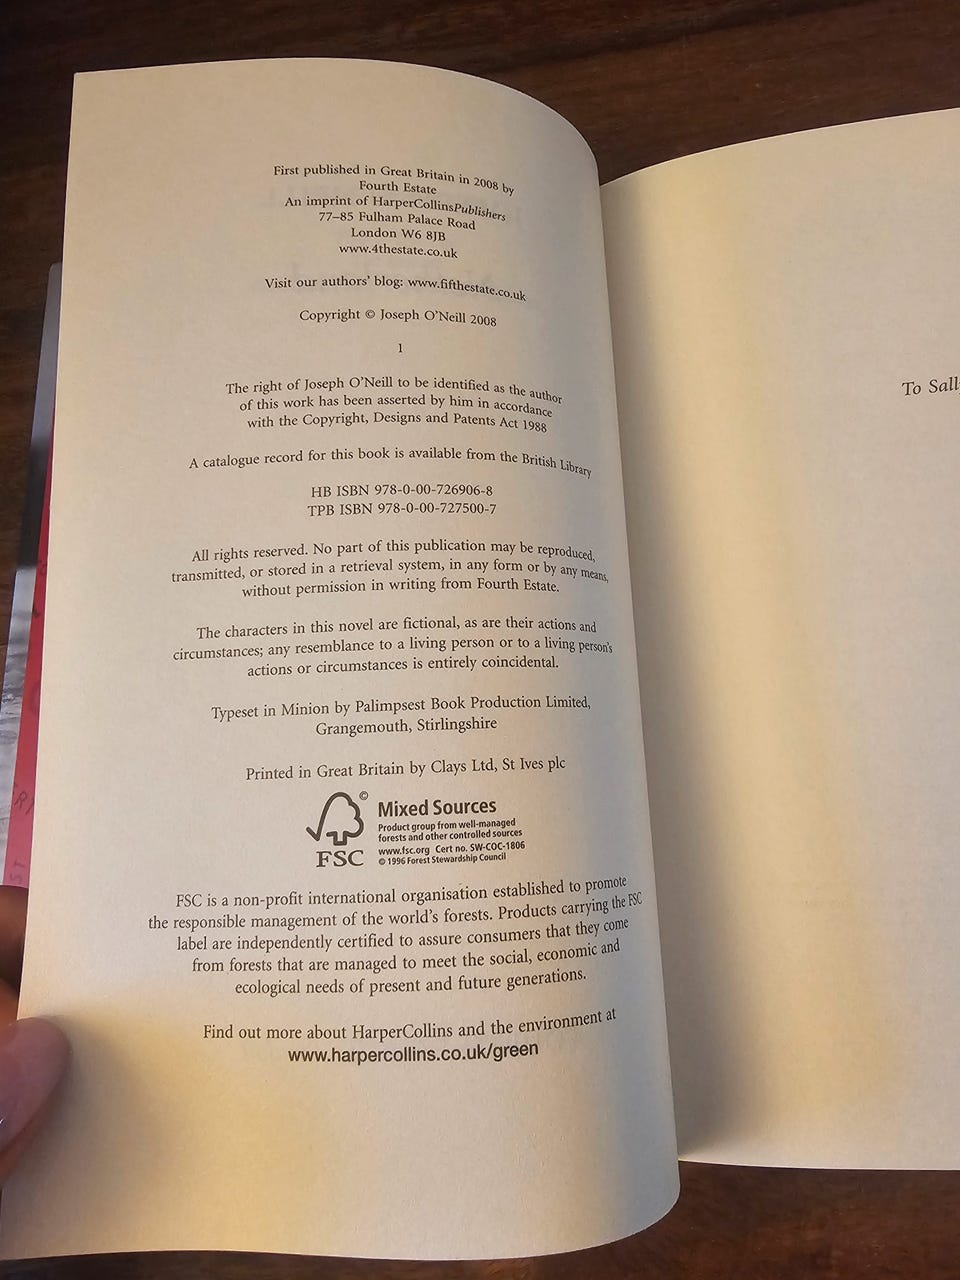 First published in Great Britain in 2008 by
Fourth Estate
An imprint of HarperCollinsPublishers
77–85 Fulham Palace Road
London W6 8JB
www.4thestate.co.uk
Visit our authors' blog: www.fifthestate.co.uk
Copyright © Joseph O'Neill 2008
1
The right of Joseph O'Neill to be identified as the author
of this work has been asserted by him in accordance
with the Copyright, Designs and Patents Act 1988
A catalogue record for this book is available from the British Library
HB ISBN 978-0-00-726906-8
TPB ISBN 978-0-00-727500-7
All rights reserved. No part of this publication may be reproduced,
transmitted, or stored in a retrieval system, in any form or by any means,
without permission in writing from Fourth Estate.
The characters in this novel are fictional, as are their actions and
circumstances; any resemblance to a living person or to a living person's
actions or circumstances is entirely coincidental.
Typeset in Minion by Palimpsest Book Production Limited,
Grangemouth, Stirlingshire
Printed in Great Britain by Clays Ltd, St Ives plc
©
FSC
Mixed Sources
Product group from well-managed
forests and other controlled sources
www.fsc.org Cert no. SW-COC-1806
© 1996 Forest Stewardship Council
FSC is a non-profit international organisation established to promote
the responsible management of the world's forests. Products carrying the FSC
label are independently certified to assure consumers that they come
from forests that are managed to meet the social, economic and
ecological needs of present and future generations.
Find out more about HarperCollins and the environment at
www.harpercollins.co.uk/green
To Sall